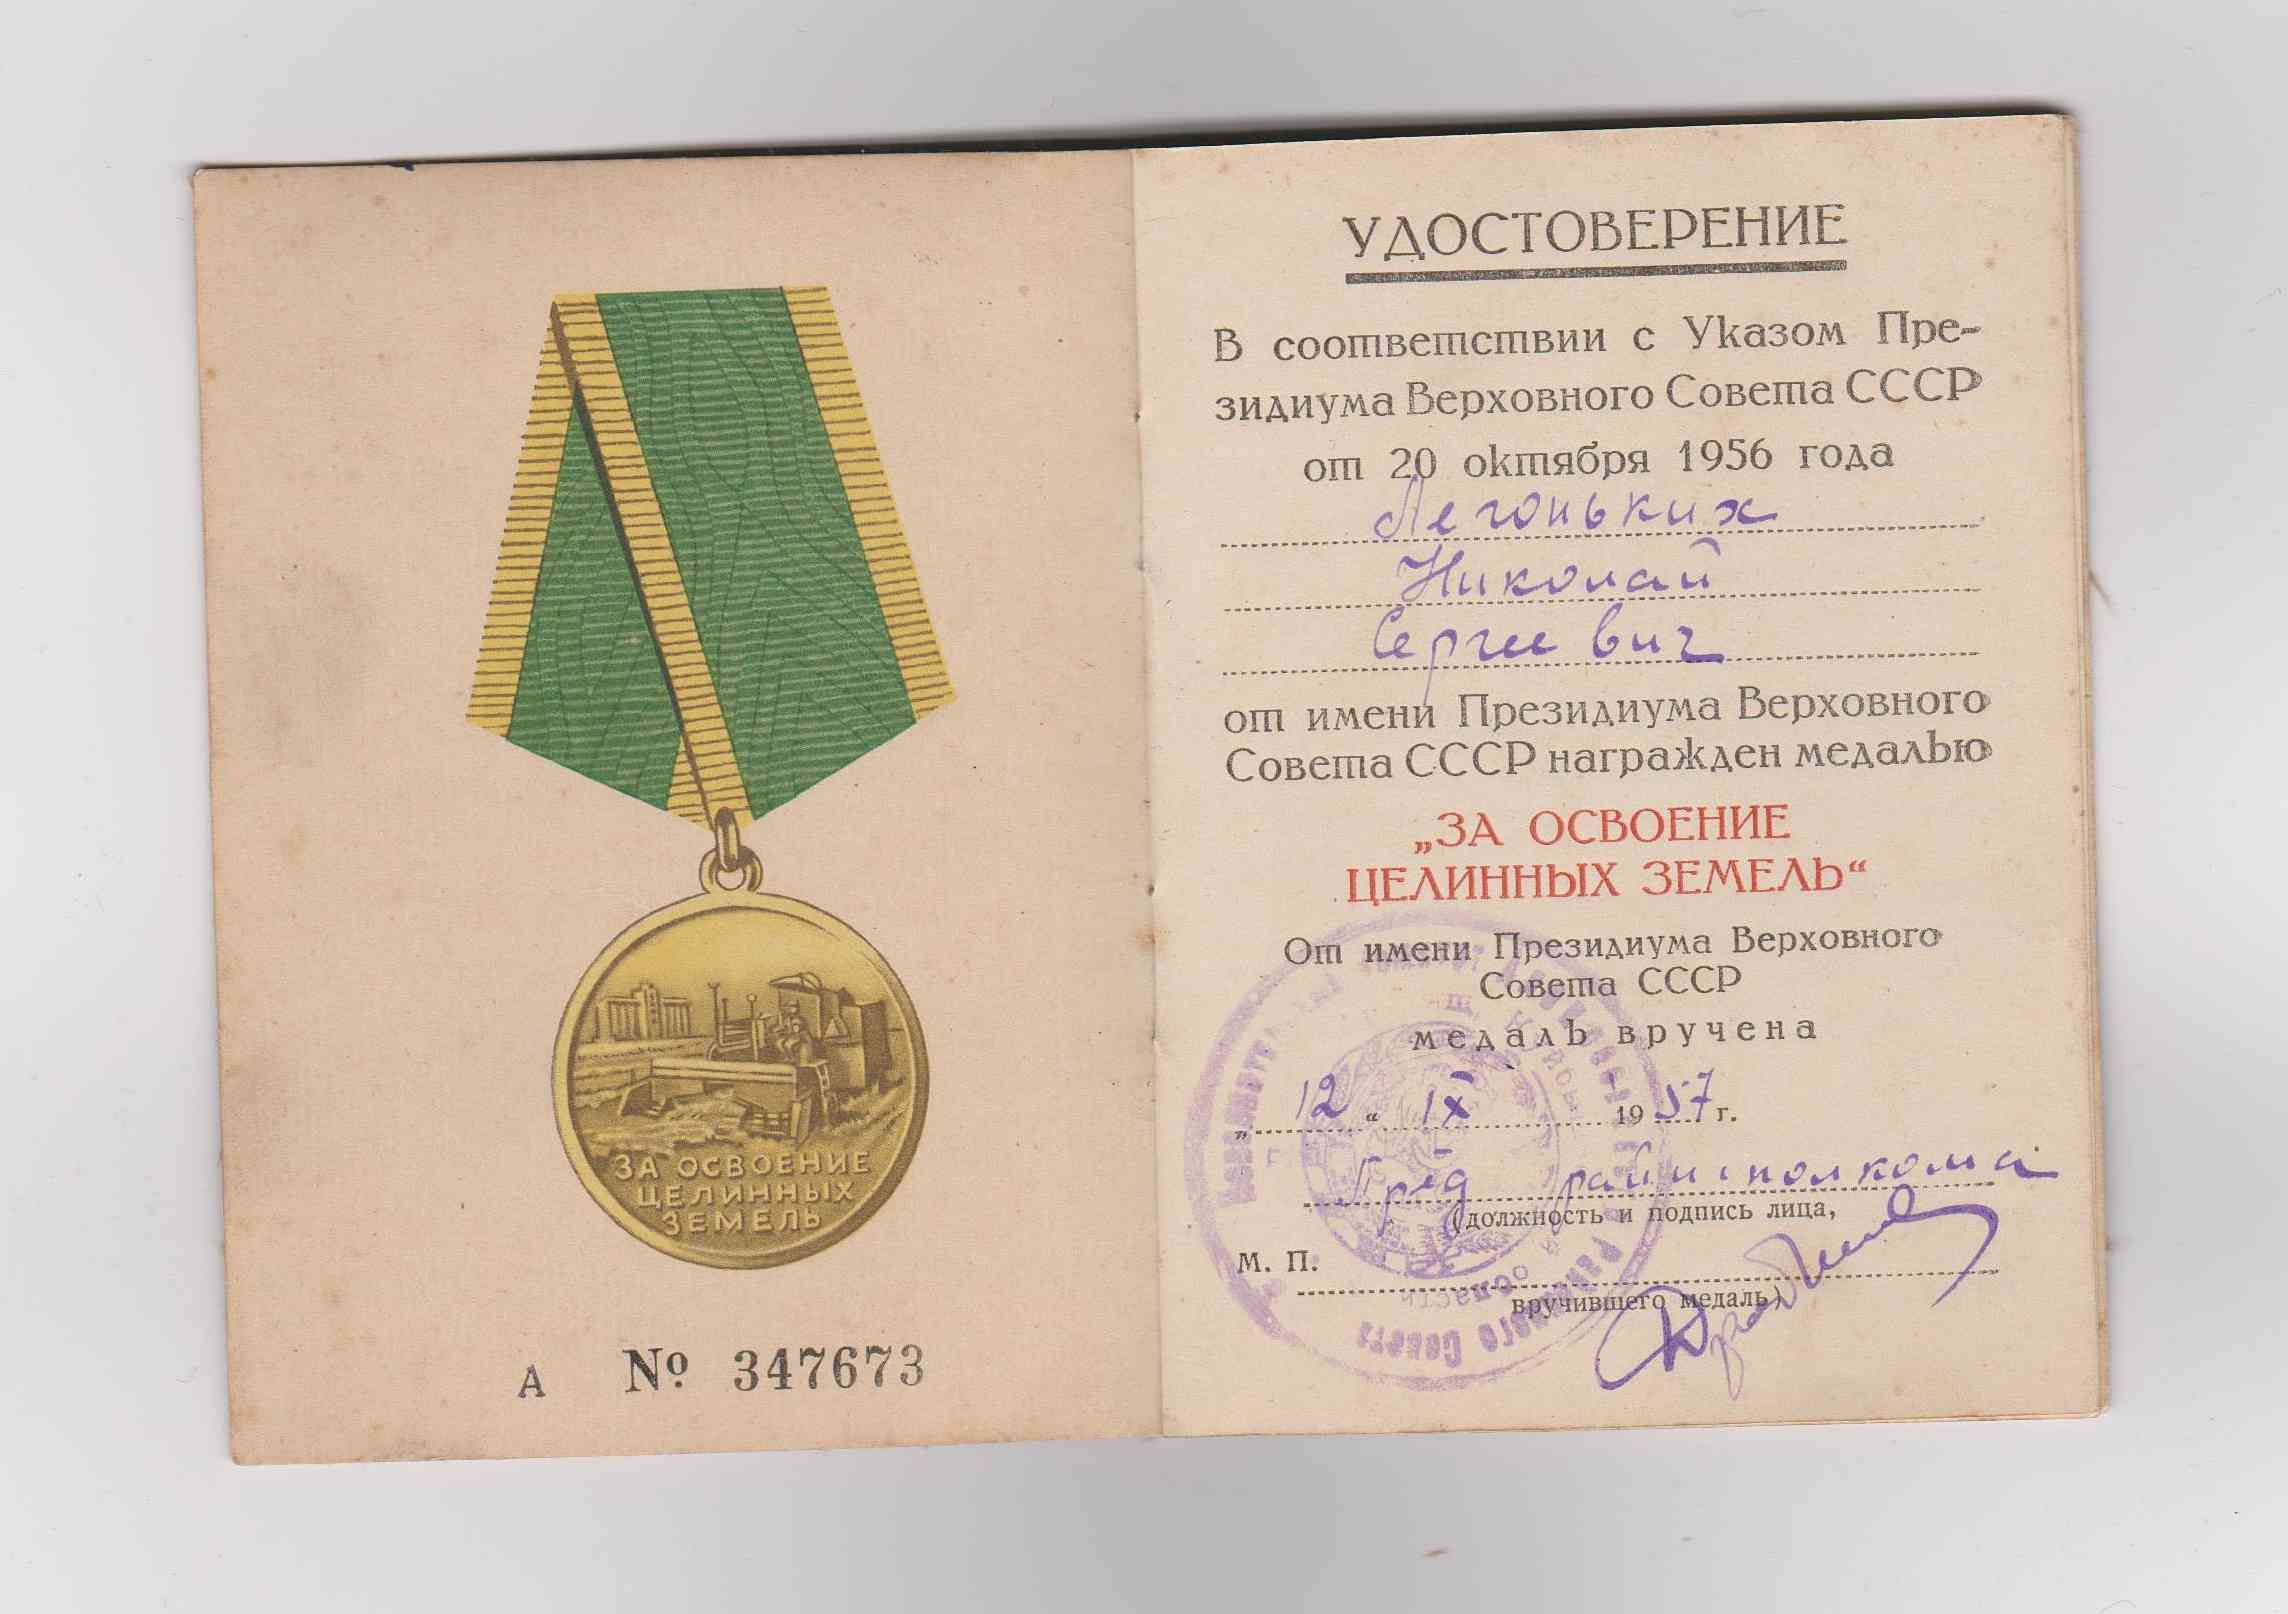 ЗА ОСВОЕНИЕ
ЦЕЛИННЫХ
ЗЕМЕЛЬ
А № 347673
УДОСТОВЕРЕНИЕ
В соответствии с Указом Пре-
зидиума Верховного Совета СССР
от 20 октября 1956 года
Легоньких
Николай
Сергеевич
от имени Президиума Верховного
Совета СССР награжден медалью
„ЗА ОСВОЕНИЕ
ЦЕЛИННЫХ ЗЕМЕЛЬ“
От имени Президиума Верховного
Совета СССР
медаль вручена
„12“ IX 1957 г.
Пред райисполкома
(должность и подпись лица,
М. П.
вручившего медаль)